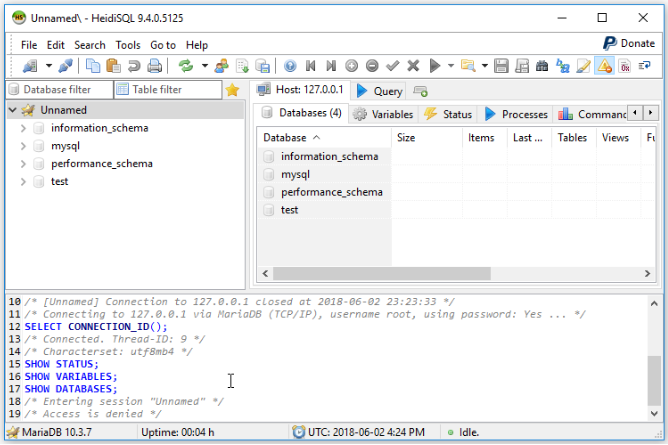 Unnamed\ - HeidiSQL 9.4.0.5125
File Edit Search Tools Go to Help
Donate
Database filter Table filter
Host: 127.0.0.1 Query
Unnamed
information_schema
mysql
performance_schema
test
Databases (4) Variables Status Processes Command
Database Size Items Last ... Tables Views Fu
information_schema
mysql
performance_schema
test
10 /* [Unnamed] Connection to 127.0.0.1 closed at 2018-06-02 23:23:33 */
11 /* Connecting to 127.0.0.1 via MariaDB (TCP/IP), username root, using password: Yes ... */
12 SELECT CONNECTION_ID();
13 /* Connected. Thread-ID: 9 */
14 /* Characterset: utf8mb4 */
15 SHOW STATUS;
16 SHOW VARIABLES;
17 SHOW DATABASES;
18 /* Entering session "Unnamed" */
19 /* Access is denied */
MariaDB 10.3.7 Uptime: 00:04 h UTC: 2018-06-02 4:24 PM Idle.